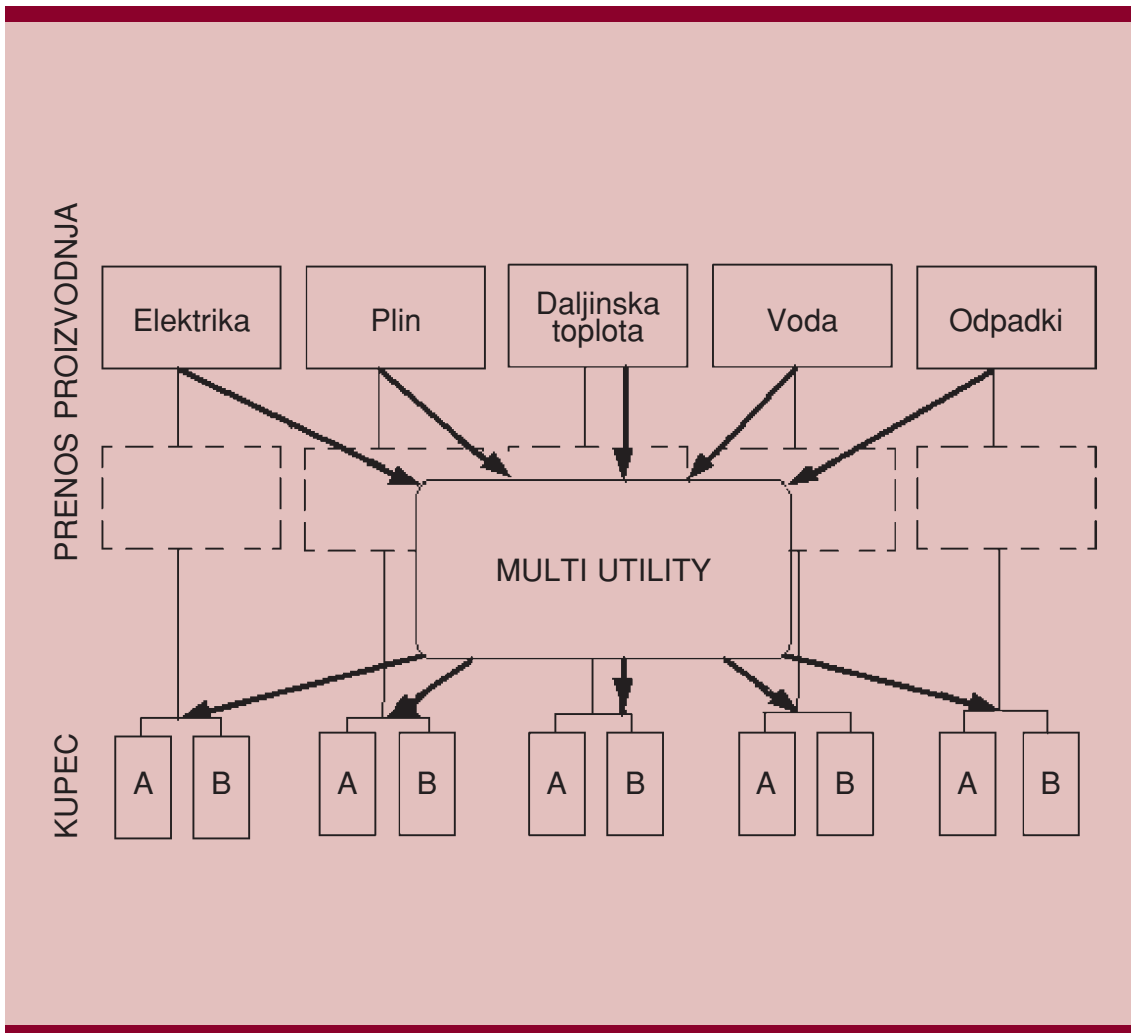 PROIZVODNJA
Elektrika
Plin
Daljinska
toplota
Voda
Odpadki
PRENOS
MULTI UTILITY
KUPEC
A
B
A
B
A
B
A
B
A
B